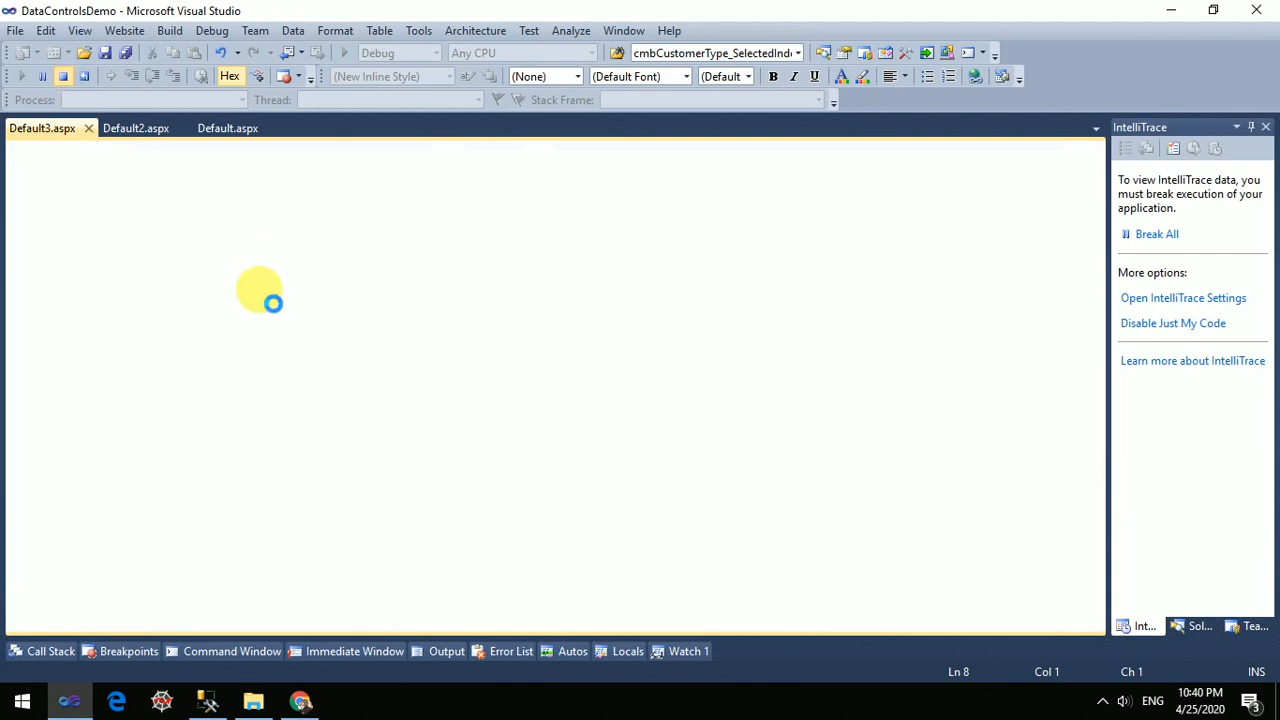 DataControlsDemo - Microsoft Visual Studio
File Edit View Website Build Debug Team Data Format Table Tools Architecture Test Analyze Window Help
Debug Any CPU cmbCustomerType_SelectedInde
Hex (New Inline Style) (None) (Default Font) (Default B I U A
Process: Thread: Stack Frame:
Default3.aspx Default2.aspx Default.aspx
IntelliTrace
To view IntelliTrace data, you
must break execution of your
application.
Break All
More options:
Open IntelliTrace Settings
Disable Just My Code
Learn more about IntelliTrace
Int... Sol... Tea...
Call Stack Breakpoints Command Window Immediate Window Output Error List Autos Locals Watch 1
Ln 8 Col 1 Ch 1 INS
ENG
10:40 PM
4/25/2020
3